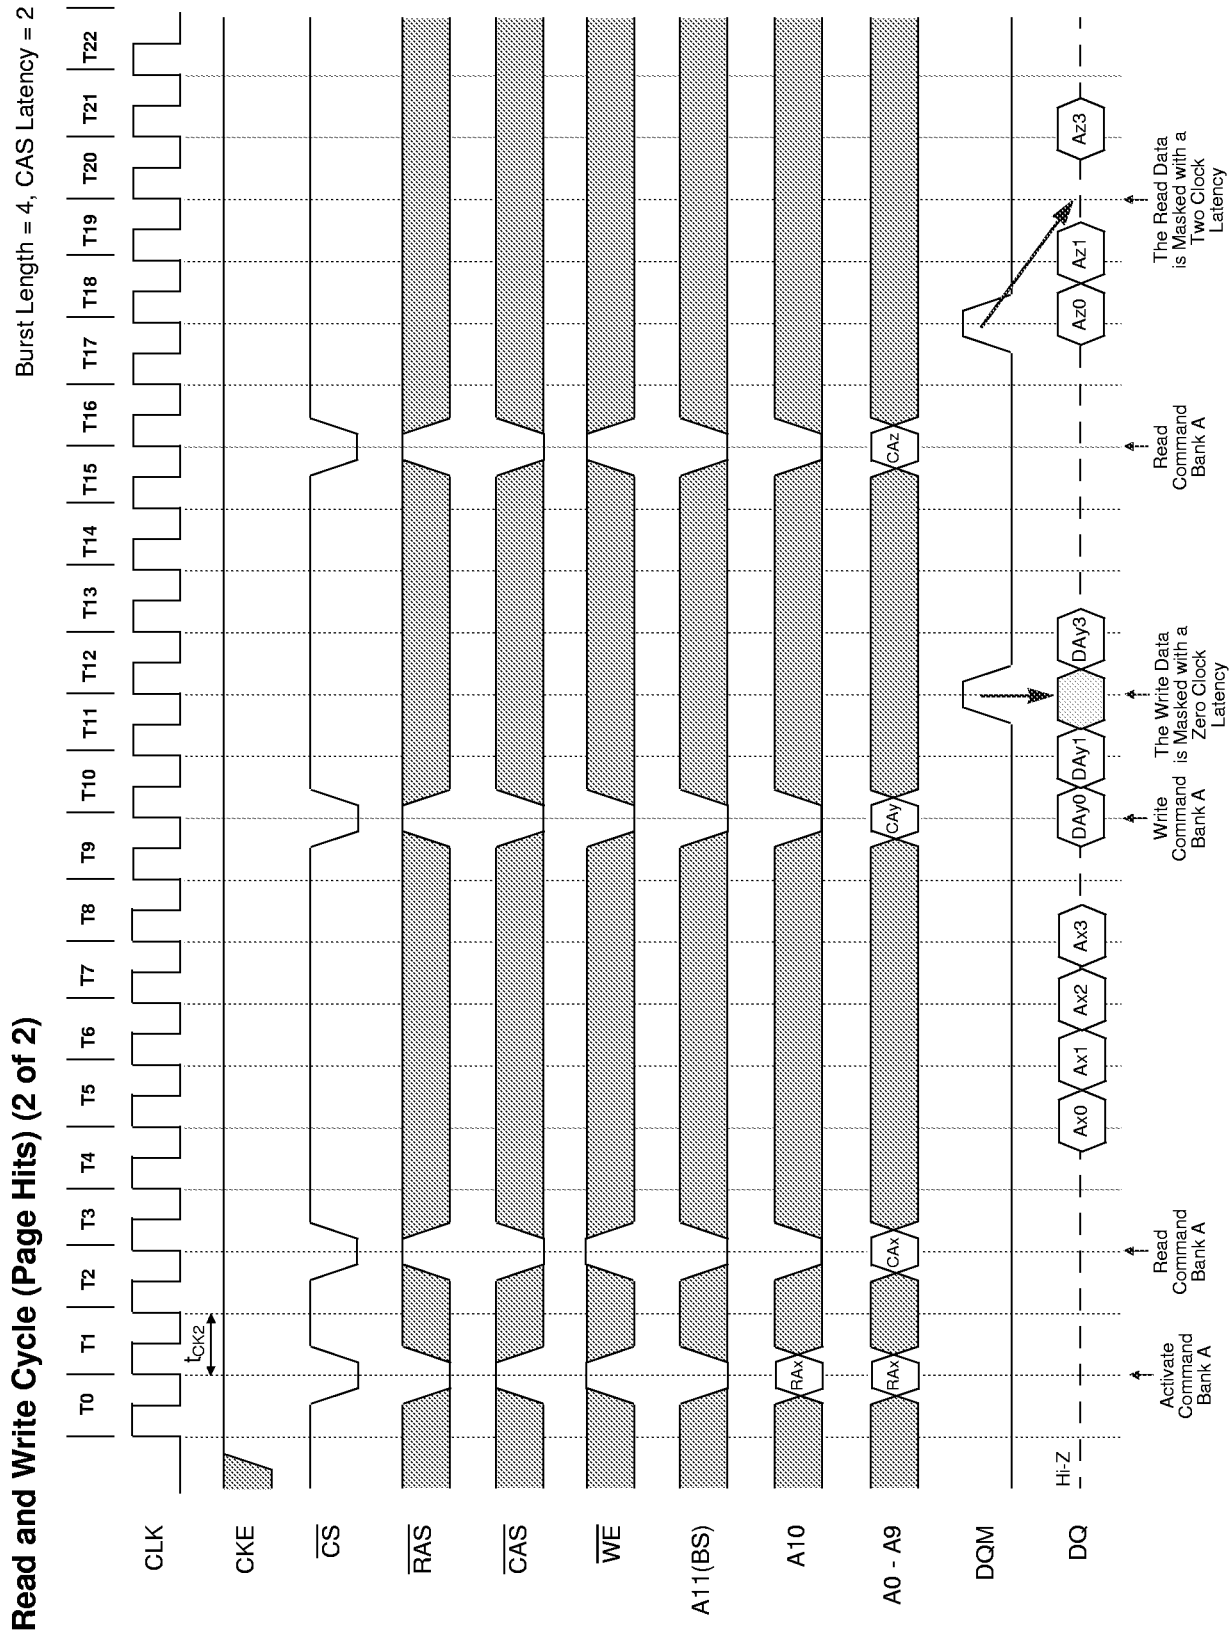 Read and Write Cycle (Page Hits) (2 of 2)
Burst Length = 4, CAS Latency = 2
T0 T1 T2 T3 T4 T5 T6 T7 T8 T9 T10 T11 T12 T13 T14 T15 T16 T17 T18 T19 T20 T21 T22
CLK
tCK2
CKE
CS
RAS
CAS
WE
A11(BS)
A10
RAx
A0 - A9
RAx CAx CAy CAz
DQM
DQ
Hi-Z
Ax0 Ax1 Ax2 Ax3 DAy0 DAy1 DAy3 Az0 Az1 Az3
Activate
Command
Bank A
Read
Command
Bank A
Write
Command
Bank A
The Write Data
is Masked with a
Zero Clock
Latency
Read
Command
Bank A
The Read Data
is Masked with a
Two Clock
Latency